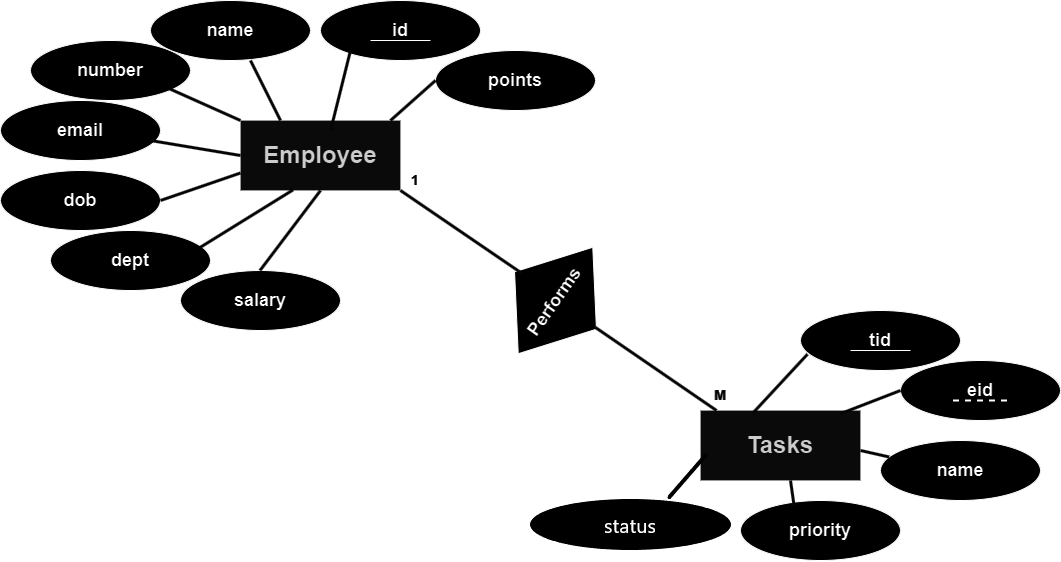 name
id
number
points
email
Employee
1
dob
dept
salary
Performs
tid
M
eid
Tasks
name
status
priority